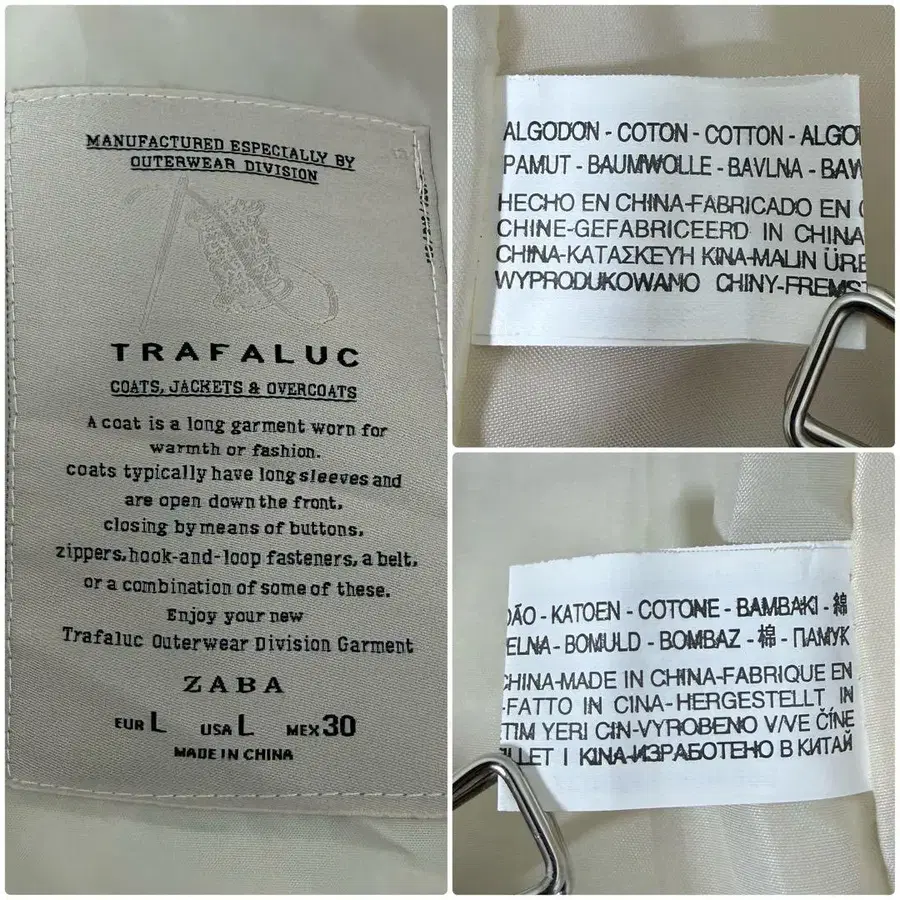 MANUFACTURED ESPECIALLY BY
OUTERWEAR DIVISION
TRAFALUC
COATS, JACKETS & OVERCOATS
A coat is a long garment worn for
warmth or fashion.
coats typically have long sleeves and
are open down the front,
closing by means of buttons,
zippers, hook-and-loop fasteners, a belt,
or a combination of some of these.
Enjoy your new
Trafaluc Outerwear Division Garment
ZABA
EUR L USA L MEX 30
MADE IN CHINA
ALGODON - COTON - COTTON - ALGO
PAMUT - BAUMWOLLE - BAVLNA - BAW
HECHO EN CHINA-FABRICADO EN
CHINE-GEFABRICEERD IN CHINA
CHINA-ΚΑΤΑΣΚΕΥΗ ΚΙΝΑ-MALIN ÜRE
WYPRODUKOWANO CHINY-FREMST
ÃO - KATOEN - COTONE - BAMBAKI - 綿
ELNA - BOMULD - BOMBAZ - 棉 - ПАМУК
CHINA-MADE IN CHINA-FABRIQUE EN
-FATTO IN CINA-HERGESTELLT IN
TIM YERI CIN-VYROBENO V/VE ČÍNE
LLET I KINA-ИЗРАБОТЕНО В КИТАЙ